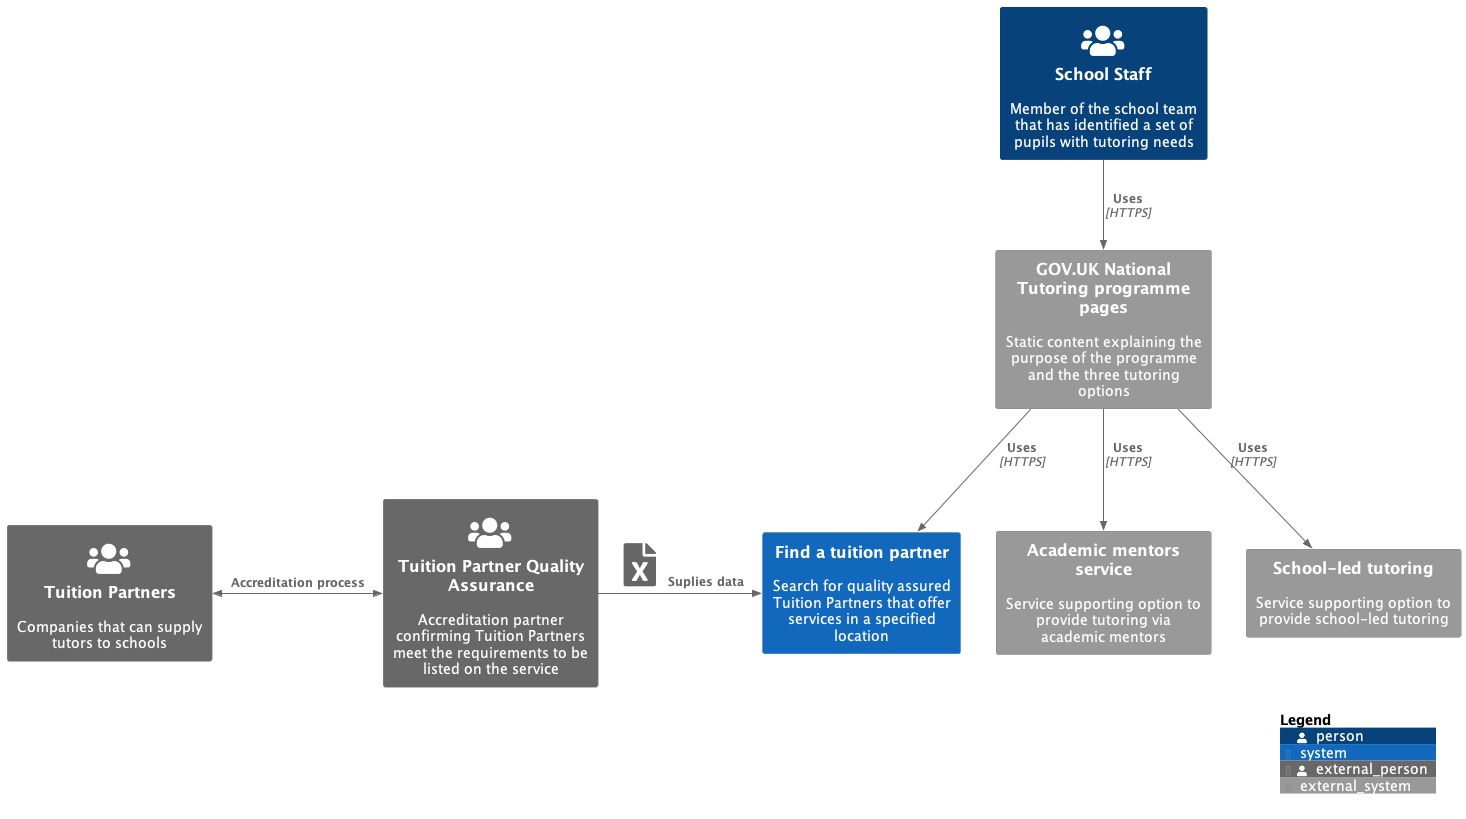 School Staff
Member of the school team
that has identified a set of
pupils with tutoring needs
Uses
[HTTPS]
GOV.UK National
Tutoring programme
pages
Static content explaining the
purpose of the programme
and the three tutoring
options
Uses
[HTTPS]
Uses
[HTTPS]
Uses
[HTTPS]
Tuition Partners
Companies that can supply
tutors to schools
Accreditation process
Tuition Partner Quality
Assurance
Accreditation partner
confirming Tuition Partners
meet the requirements to be
listed on the service
X
Suplies data
Find a tuition partner
Search for quality assured
Tuition Partners that offer
services in a specified
location
Academic mentors
service
Service supporting option to
provide tutoring via
academic mentors
School-led tutoring
Service supporting option to
provide school-led tutoring
Legend
person
system
external_person
external_system